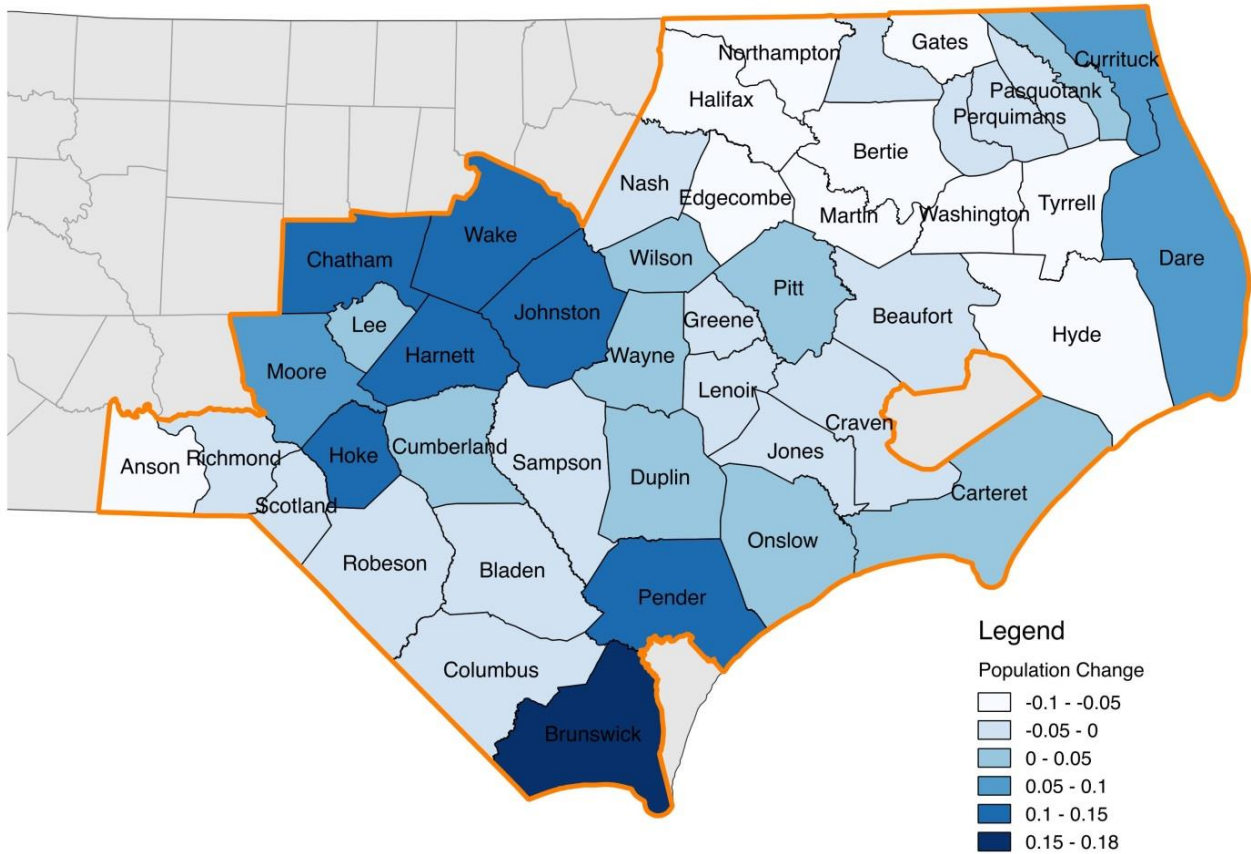 Northampton
Gates
Currituck
Halifax
Pasquotank
Perquimans
Bertie
Nash
Edgecombe
Martin
Washington
Tyrrell
Wake
Chatham
Wilson
Dare
Pitt
Johnston
Lee
Greene
Beaufort
Hyde
Harnett
Wayne
Moore
Lenoir
Craven
Cumberland
Jones
Hoke
Richmond
Anson
Sampson
Duplin
Scotland
Carteret
Onslow
Robeson
Bladen
Pender
Columbus
Brunswick
Legend
Population Change
-0.1 - -0.05
-0.05 - 0
0 - 0.05
0.05 - 0.1
0.1 - 0.15
0.15 - 0.18